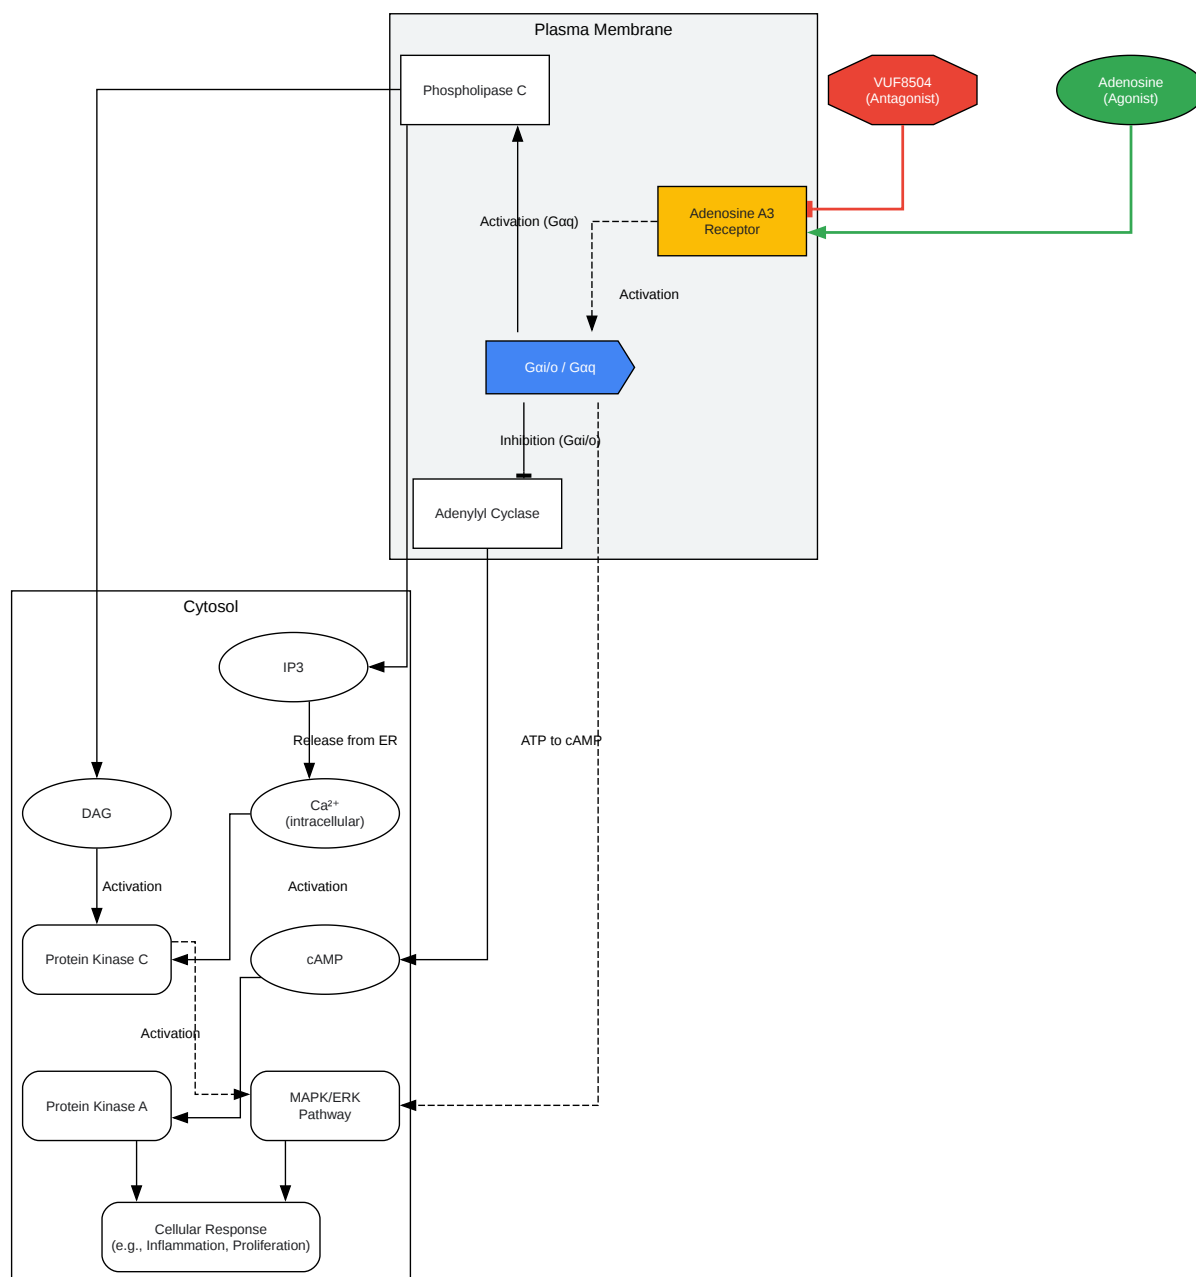 Plasma Membrane
Phospholipase C
VUF8504
(Antagonist)
Adenosine
(Agonist)
Adenosine A3
Receptor
Activation (Gαq)
Activation
Gαi/o / Gαq
Inhibition (Gαi/o)
Adenylyl Cyclase
Cytosol
IP3
Release from ER
ATP to cAMP
DAG
Ca²⁺
(intracellular)
Activation
Activation
Protein Kinase C
cAMP
Activation
Protein Kinase A
MAPK/ERK
Pathway
Cellular Response
(e.g., Inflammation, Proliferation)